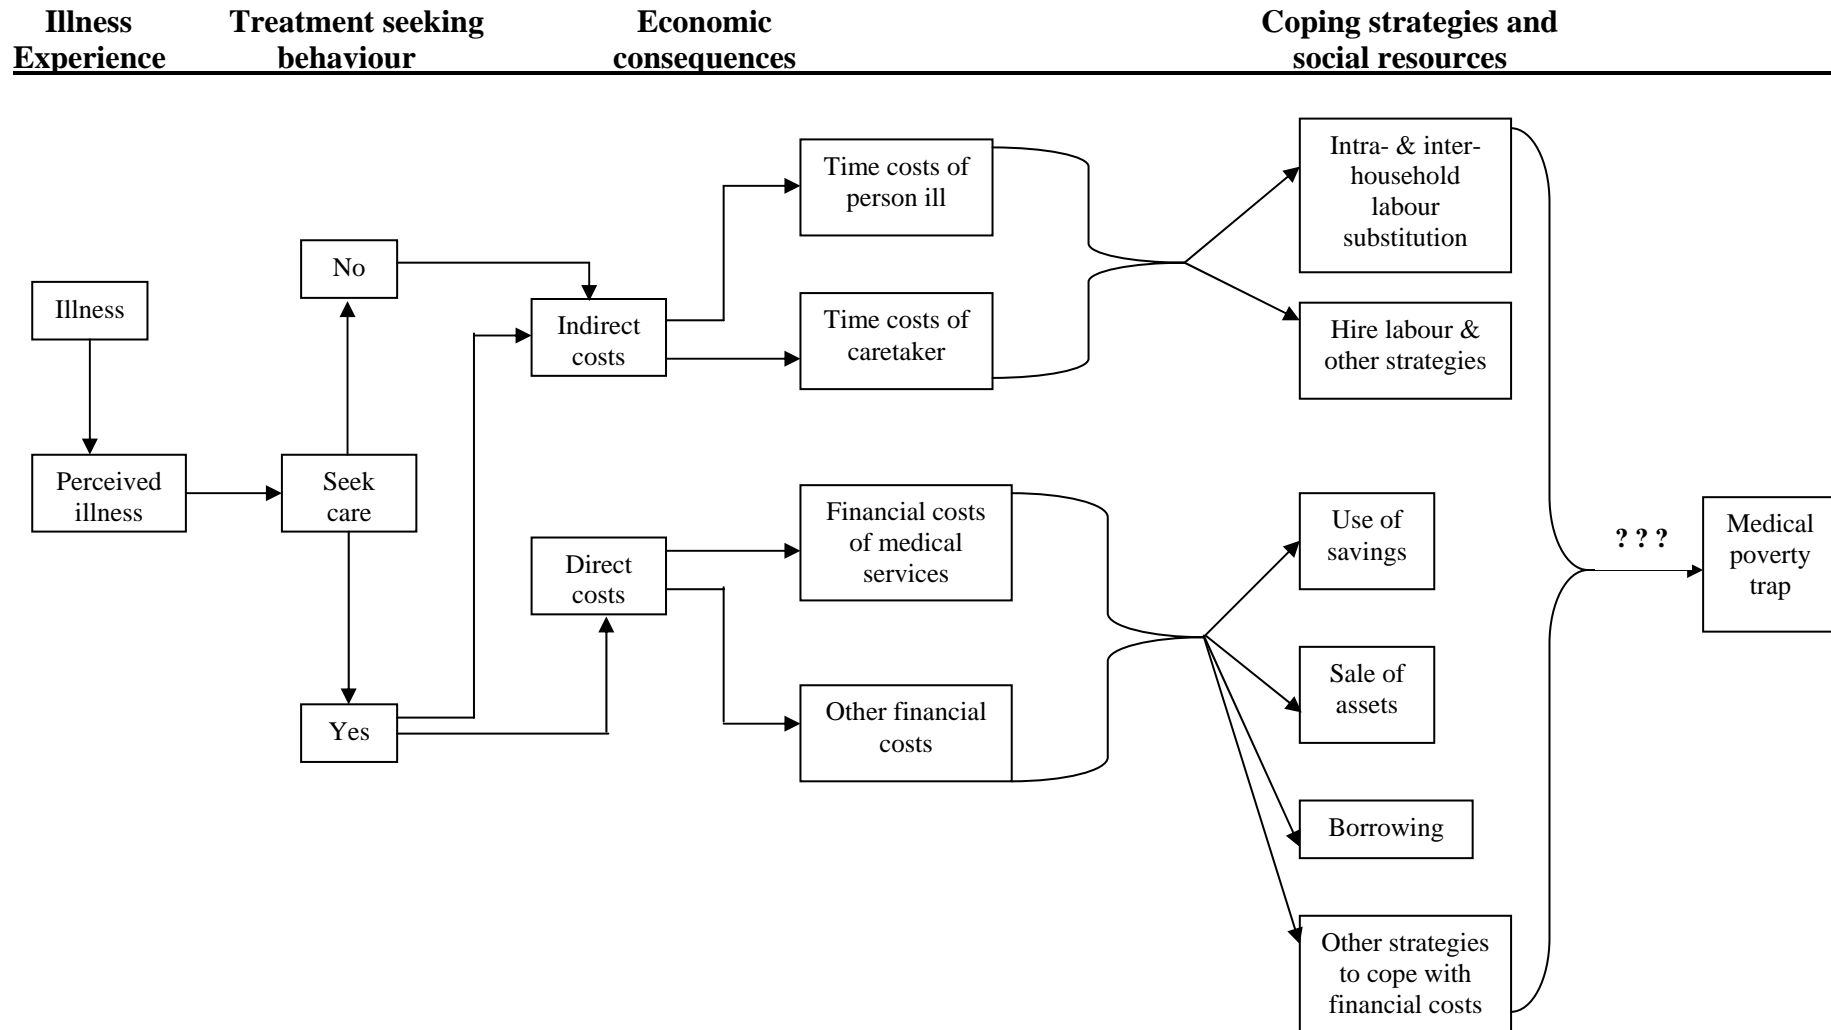 Illness
Experience
Treatment seeking
behaviour
Economic
consequences
Coping strategies and
social resources
Illness
Perceived
illness
No
Seek
care
Yes
Indirect
costs
Direct
costs
Time costs of
person ill
Time costs of
caretaker
Financial costs
of medical
services
Other financial
costs
Intra- & inter-
household
labour
substitution
Hire labour &
other strategies
Use of
savings
Sale of
assets
Borrowing
Other strategies
to cope with
financial costs
? ? ?
Medical
poverty
trap